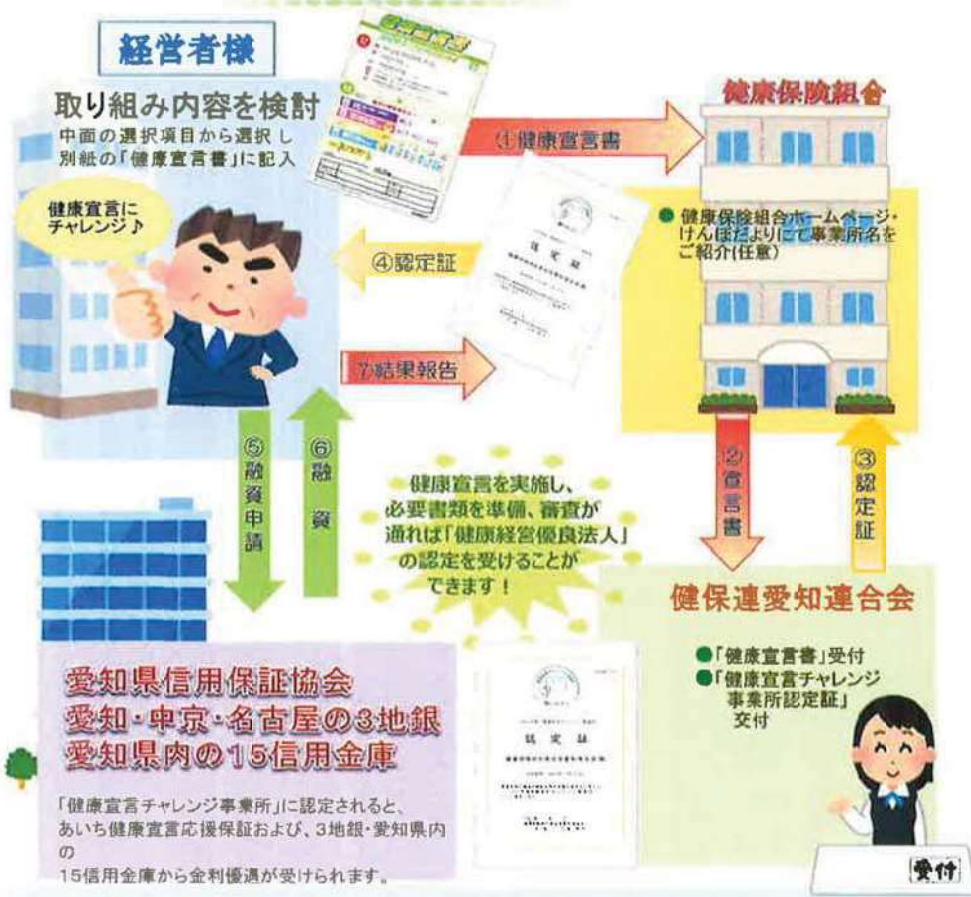 経営者様
取り組み内容を検討
中面の選択項目から選択し
別紙の「健康宣言書」に記入
健康宣言に
チャレンジ♪
①健康宣言書
健康保険組合
●健康保険組合ホームページ・
けんぽだよりにて事業所名を
ご紹介(任意)
④認定証
認定証
⑦結果報告
⑤融資申請
⑥融資
健康宣言を実施し、
必要書類を準備、審査が
通れば「健康経営優良法人」
の認定を受けることが
できます!
②宣言書
③認定証
健保連愛知連合会
●「健康宣言書」受付
●「健康宣言チャレンジ
事業所認定証」
交付
愛知県信用保証協会
愛知・中京・名古屋の3地銀
愛知県内の15信用金庫
「健康宣言チャレンジ事業所」に認定されると、
あいち健康宣言応援保証および、3地銀・愛知県内
の
15信用金庫から金利優遇が受けられます。
認定証
受付